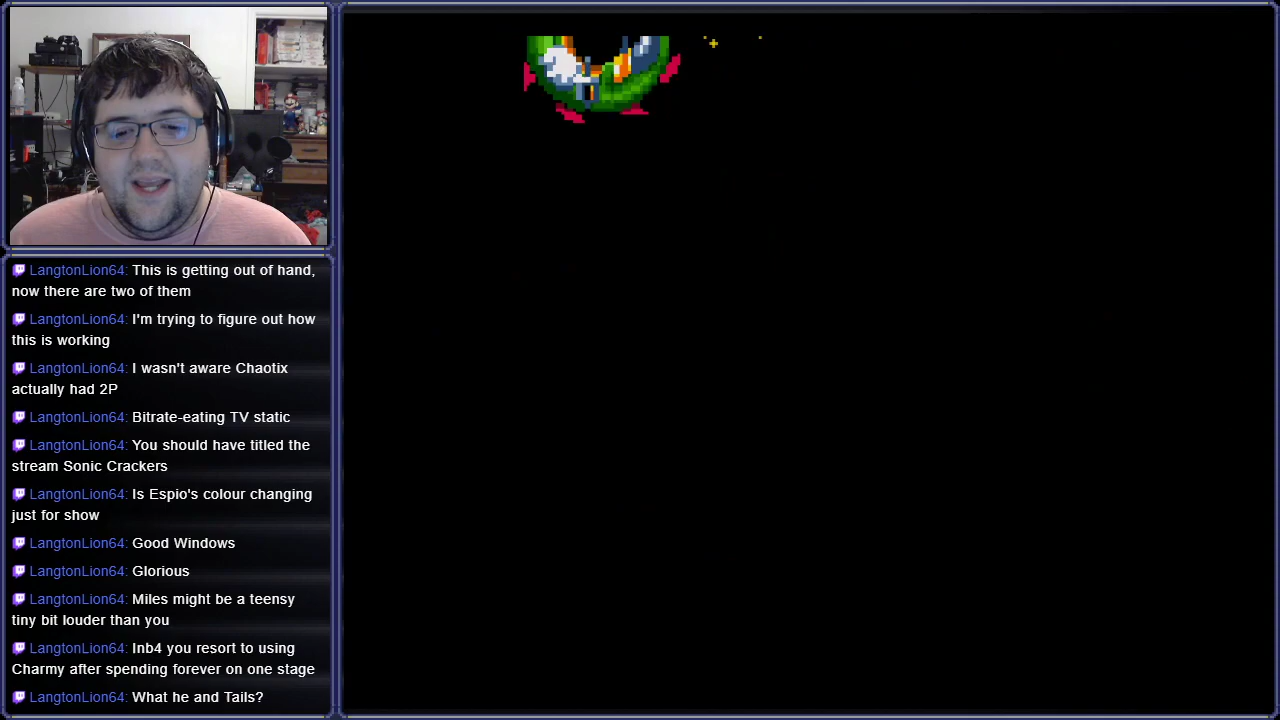 LangtonLion64: This is getting out of hand,
now there are two of them
LangtonLion64: I'm trying to figure out how
this is working
LangtonLion64: I wasn't aware Chaotix
actually had 2P
LangtonLion64: Bitrate-eating TV static
LangtonLion64: You should have titled the
stream Sonic Crackers
LangtonLion64: Is Espio's colour changing
just for show
LangtonLion64: Good Windows
LangtonLion64: Glorious
LangtonLion64: Miles might be a teensy
tiny bit louder than you
LangtonLion64: Inb4 you resort to using
Charmy after spending forever on one stage
LangtonLion64: What he and Tails?